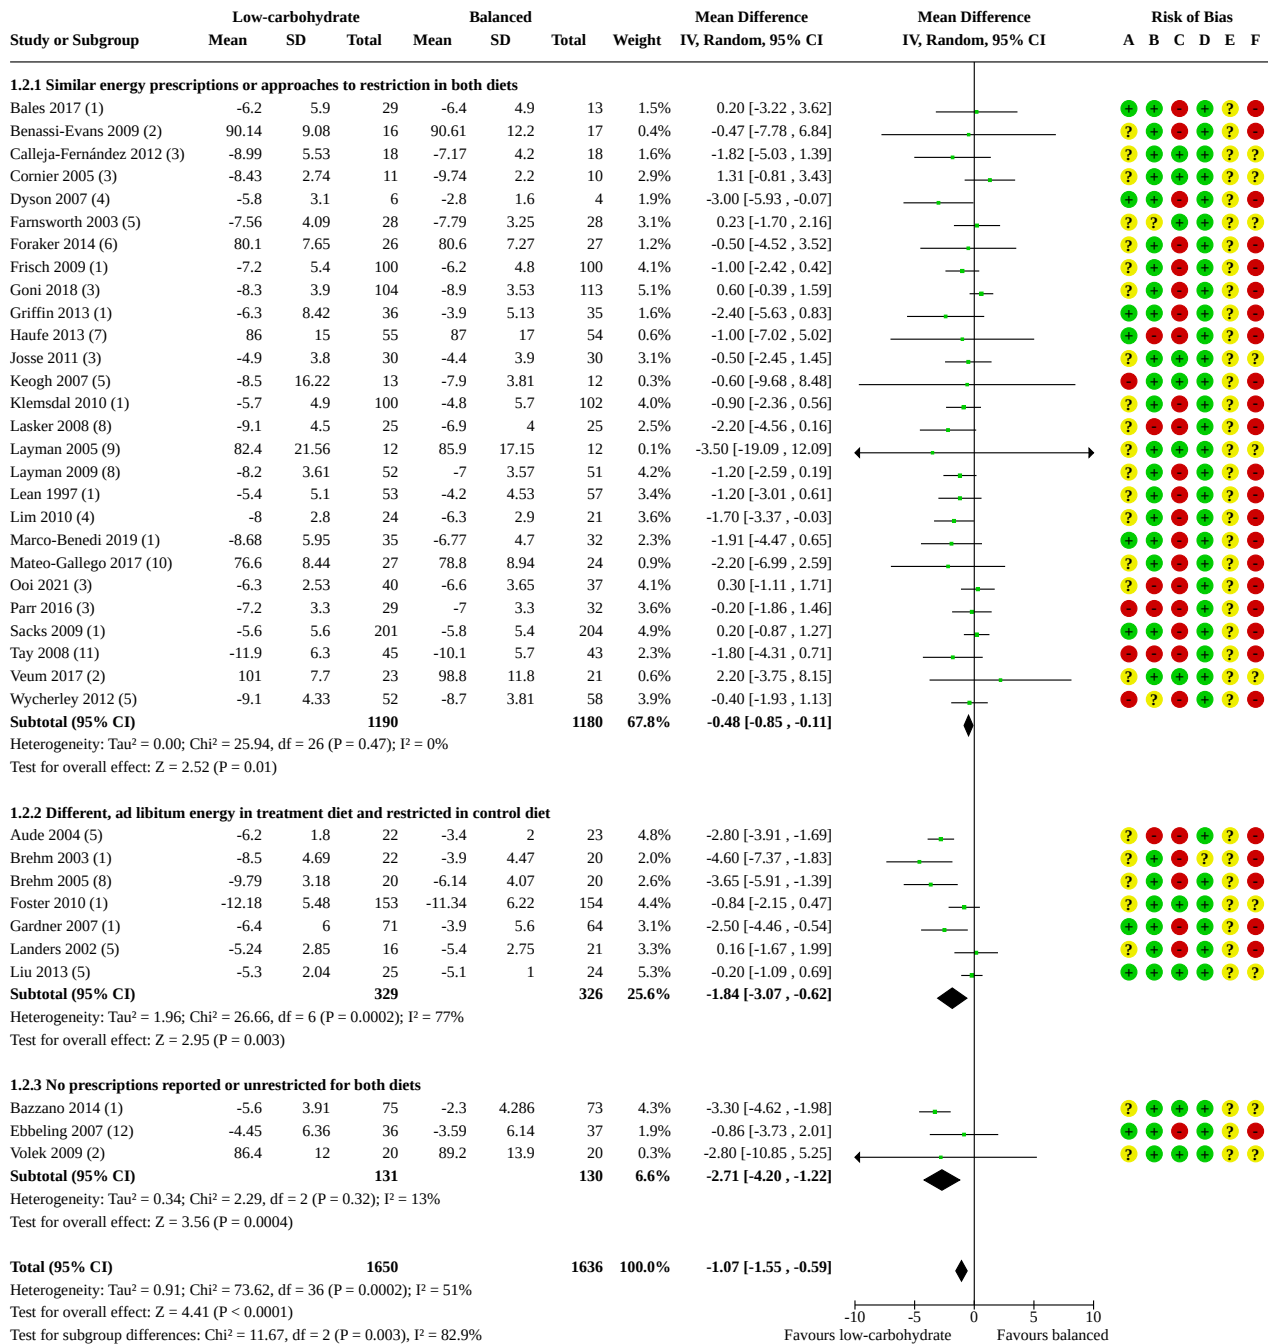 Low-carbohydrate Balanced Mean Difference Mean Difference Risk of Bias
Study or Subgroup Mean SD Total Mean SD Total Weight IV, Random, 95% CI IV, Random, 95% CI A B C D E F
1.2.1 Similar energy prescriptions or approaches to restriction in both diets
Bales 2017 (1) -6.2 5.9 29 -6.4 4.9 13 1.5% 0.20 [-3.22 , 3.62] + + - + ? -
Benassi-Evans 2009 (2) 90.14 9.08 16 90.61 12.2 17 0.4% -0.47 [-7.78 , 6.84] ? + - + ? -
Calleja-Fernández 2012 (3) -8.99 5.53 18 -7.17 4.2 18 1.6% -1.82 [-5.03 , 1.39] ? + + + ? ?
Cornier 2005 (3) -8.43 2.74 11 -9.74 2.2 10 2.9% 1.31 [-0.81 , 3.43] ? + + + ? ?
Dyson 2007 (4) -5.8 3.1 6 -2.8 1.6 4 1.9% -3.00 [-5.93 , -0.07] + + - + ? -
Farnsworth 2003 (5) -7.56 4.09 28 -7.79 3.25 28 3.1% 0.23 [-1.70 , 2.16] ? ? + + ? ?
Foraker 2014 (6) 80.1 7.65 26 80.6 7.27 27 1.2% -0.50 [-4.52 , 3.52] ? + - + ? -
Frisch 2009 (1) -7.2 5.4 100 -6.2 4.8 100 4.1% -1.00 [-2.42 , 0.42] ? + - + ? -
Goni 2018 (3) -8.3 3.9 104 -8.9 3.53 113 5.1% 0.60 [-0.39 , 1.59] ? + - + ? -
Griffin 2013 (1) -6.3 8.42 36 -3.9 5.13 35 1.6% -2.40 [-5.63 , 0.83] + + - + ? -
Haufe 2013 (7) 86 15 55 87 17 54 0.6% -1.00 [-7.02 , 5.02] + - - + ? -
Josse 2011 (3) -4.9 3.8 30 -4.4 3.9 30 3.1% -0.50 [-2.45 , 1.45] ? + + + ? ?
Keogh 2007 (5) -8.5 16.22 13 -7.9 3.81 12 0.3% -0.60 [-9.68 , 8.48] - + + + ? -
Klemsdal 2010 (1) -5.7 4.9 100 -4.8 5.7 102 4.0% -0.90 [-2.36 , 0.56] ? + - + ? -
Lasker 2008 (8) -9.1 4.5 25 -6.9 4 25 2.5% -2.20 [-4.56 , 0.16] ? - - + ? -
Layman 2005 (9) 82.4 21.56 12 85.9 17.15 12 0.1% -3.50 [-19.09 , 12.09] ? + + + ? ?
Layman 2009 (8) -8.2 3.61 52 -7 3.57 51 4.2% -1.20 [-2.59 , 0.19] ? + - + ? -
Lean 1997 (1) -5.4 5.1 53 -4.2 4.53 57 3.4% -1.20 [-3.01 , 0.61] ? + - + ? -
Lim 2010 (4) -8 2.8 24 -6.3 2.9 21 3.6% -1.70 [-3.37 , -0.03] ? + - + ? -
Marco-Benedi 2019 (1) -8.68 5.95 35 -6.77 4.7 32 2.3% -1.91 [-4.47 , 0.65] + + - + ? -
Mateo-Gallego 2017 (10) 76.6 8.44 27 78.8 8.94 24 0.9% -2.20 [-6.99 , 2.59] ? + - + ? -
Ooi 2021 (3) -6.3 2.53 40 -6.6 3.65 37 4.1% 0.30 [-1.11 , 1.71] ? - - + ? -
Parr 2016 (3) -7.2 3.3 29 -7 3.3 32 3.6% -0.20 [-1.86 , 1.46] - - - + ? -
Sacks 2009 (1) -5.6 5.6 201 -5.8 5.4 204 4.9% 0.20 [-0.87 , 1.27] + + - + ? -
Tay 2008 (11) -11.9 6.3 45 -10.1 5.7 43 2.3% -1.80 [-4.31 , 0.71] - - - + ? -
Veum 2017 (2) 101 7.7 23 98.8 11.8 21 0.6% 2.20 [-3.75 , 8.15] ? + + + ? ?
Wycherley 2012 (5) -9.1 4.33 52 -8.7 3.81 58 3.9% -0.40 [-1.93 , 1.13] - ? - + ? -
Subtotal (95% CI) 1190 1180 67.8% -0.48 [-0.85 , -0.11]
Heterogeneity: Tau² = 0.00; Chi² = 25.94, df = 26 (P = 0.47); I² = 0%
Test for overall effect: Z = 2.52 (P = 0.01)
1.2.2 Different, ad libitum energy in treatment diet and restricted in control diet
Aude 2004 (5) -6.2 1.8 22 -3.4 2 23 4.8% -2.80 [-3.91 , -1.69] ? - - + ? -
Brehm 2003 (1) -8.5 4.69 22 -3.9 4.47 20 2.0% -4.60 [-7.37 , -1.83] ? + - ? ? -
Brehm 2005 (8) -9.79 3.18 20 -6.14 4.07 20 2.6% -3.65 [-5.91 , -1.39] ? + - + ? -
Foster 2010 (1) -12.18 5.48 153 -11.34 6.22 154 4.4% -0.84 [-2.15 , 0.47] ? + + + ? ?
Gardner 2007 (1) -6.4 6 71 -3.9 5.6 64 3.1% -2.50 [-4.46 , -0.54] + + - + ? -
Landers 2002 (5) -5.24 2.85 16 -5.4 2.75 21 3.3% 0.16 [-1.67 , 1.99] ? + - + ? -
Liu 2013 (5) -5.3 2.04 25 -5.1 1 24 5.3% -0.20 [-1.09 , 0.69] + + + + ? ?
Subtotal (95% CI) 329 326 25.6% -1.84 [-3.07 , -0.62]
Heterogeneity: Tau² = 1.96; Chi² = 26.66, df = 6 (P = 0.0002); I² = 77%
Test for overall effect: Z = 2.95 (P = 0.003)
1.2.3 No prescriptions reported or unrestricted for both diets
Bazzano 2014 (1) -5.6 3.91 75 -2.3 4.286 73 4.3% -3.30 [-4.62 , -1.98] ? + + + ? ?
Ebbeling 2007 (12) -4.45 6.36 36 -3.59 6.14 37 1.9% -0.86 [-3.73 , 2.01] + + - + ? -
Volek 2009 (2) 86.4 12 20 89.2 13.9 20 0.3% -2.80 [-10.85 , 5.25] ? + + + ? ?
Subtotal (95% CI) 131 130 6.6% -2.71 [-4.20 , -1.22]
Heterogeneity: Tau² = 0.34; Chi² = 2.29, df = 2 (P = 0.32); I² = 13%
Test for overall effect: Z = 3.56 (P = 0.0004)
Total (95% CI) 1650 1636 100.0% -1.07 [-1.55 , -0.59]
Heterogeneity: Tau² = 0.91; Chi² = 73.62, df = 36 (P = 0.0002); I² = 51%
Test for overall effect: Z = 4.41 (P < 0.0001)
Test for subgroup differences: Chi² = 11.67, df = 2 (P = 0.003), I² = 82.9%
-10 -5 0 5 10
Favours low-carbohydrate Favours balanced